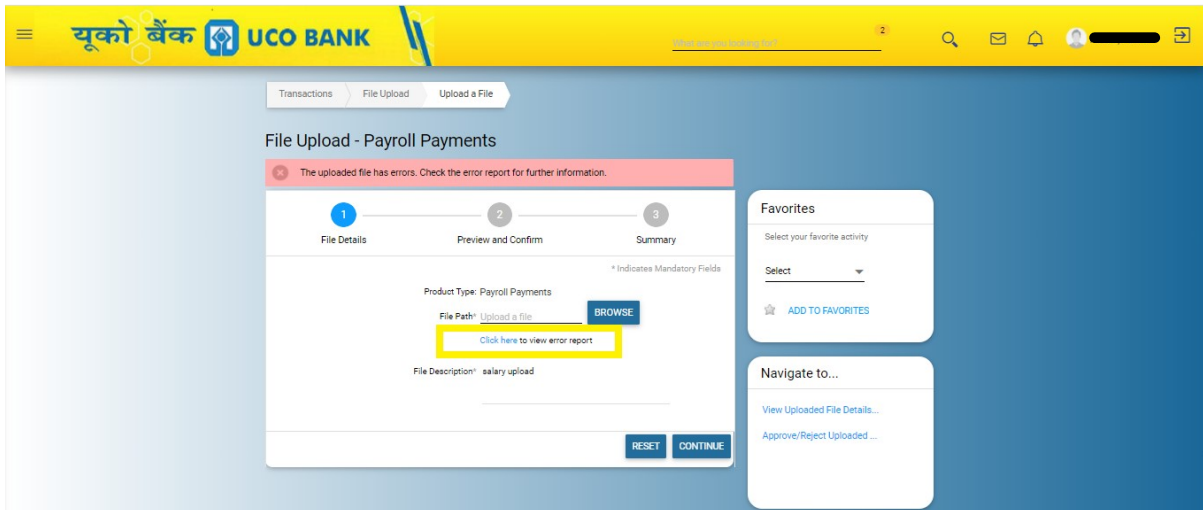 यूको बैंक UCO BANK
What are you looking for?
2
Transactions File Upload Upload a File
File Upload - Payroll Payments
The uploaded file has errors. Check the error report for further information.
1 2 3
File Details Preview and Confirm Summary
* Indicates Mandatory Fields
Product Type: Payroll Payments
File Path* Upload a file BROWSE
Click here to view error report
File Description* salary upload
RESET CONTINUE
Favorites
Select your favorite activity
Select
ADD TO FAVORITES
Navigate to...
View Uploaded File Details...
Approve/Reject Uploaded ...